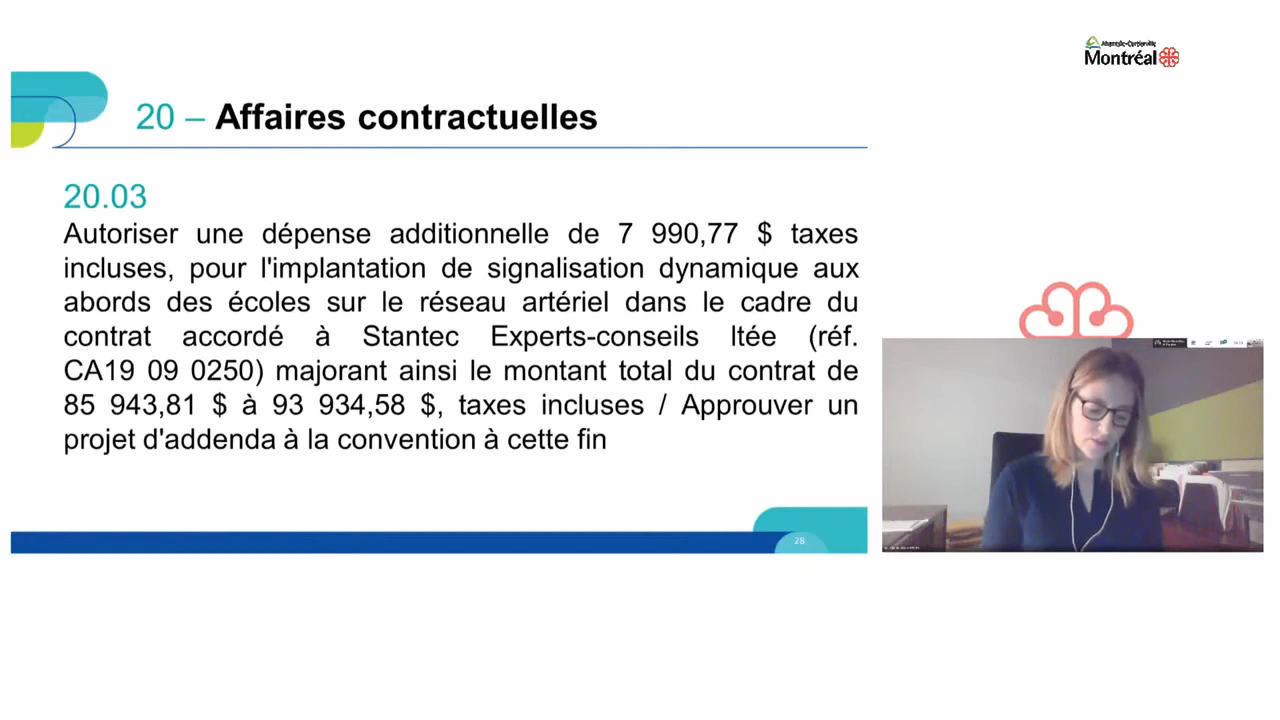 Ahuntsic-Cartierville
Montréal
20 – Affaires contractuelles
20.03
Autoriser une dépense additionnelle de 7 990,77 $ taxes
incluses, pour l'implantation de signalisation dynamique aux
abords des écoles sur le réseau artériel dans le cadre du
contrat accordé à Stantec Experts-conseils ltée (réf.
CA19 09 0250) majorant ainsi le montant total du contrat de
85 943,81 $ à 93 934,58 $, taxes incluses / Approuver un
projet d'addenda à la convention à cette fin
28